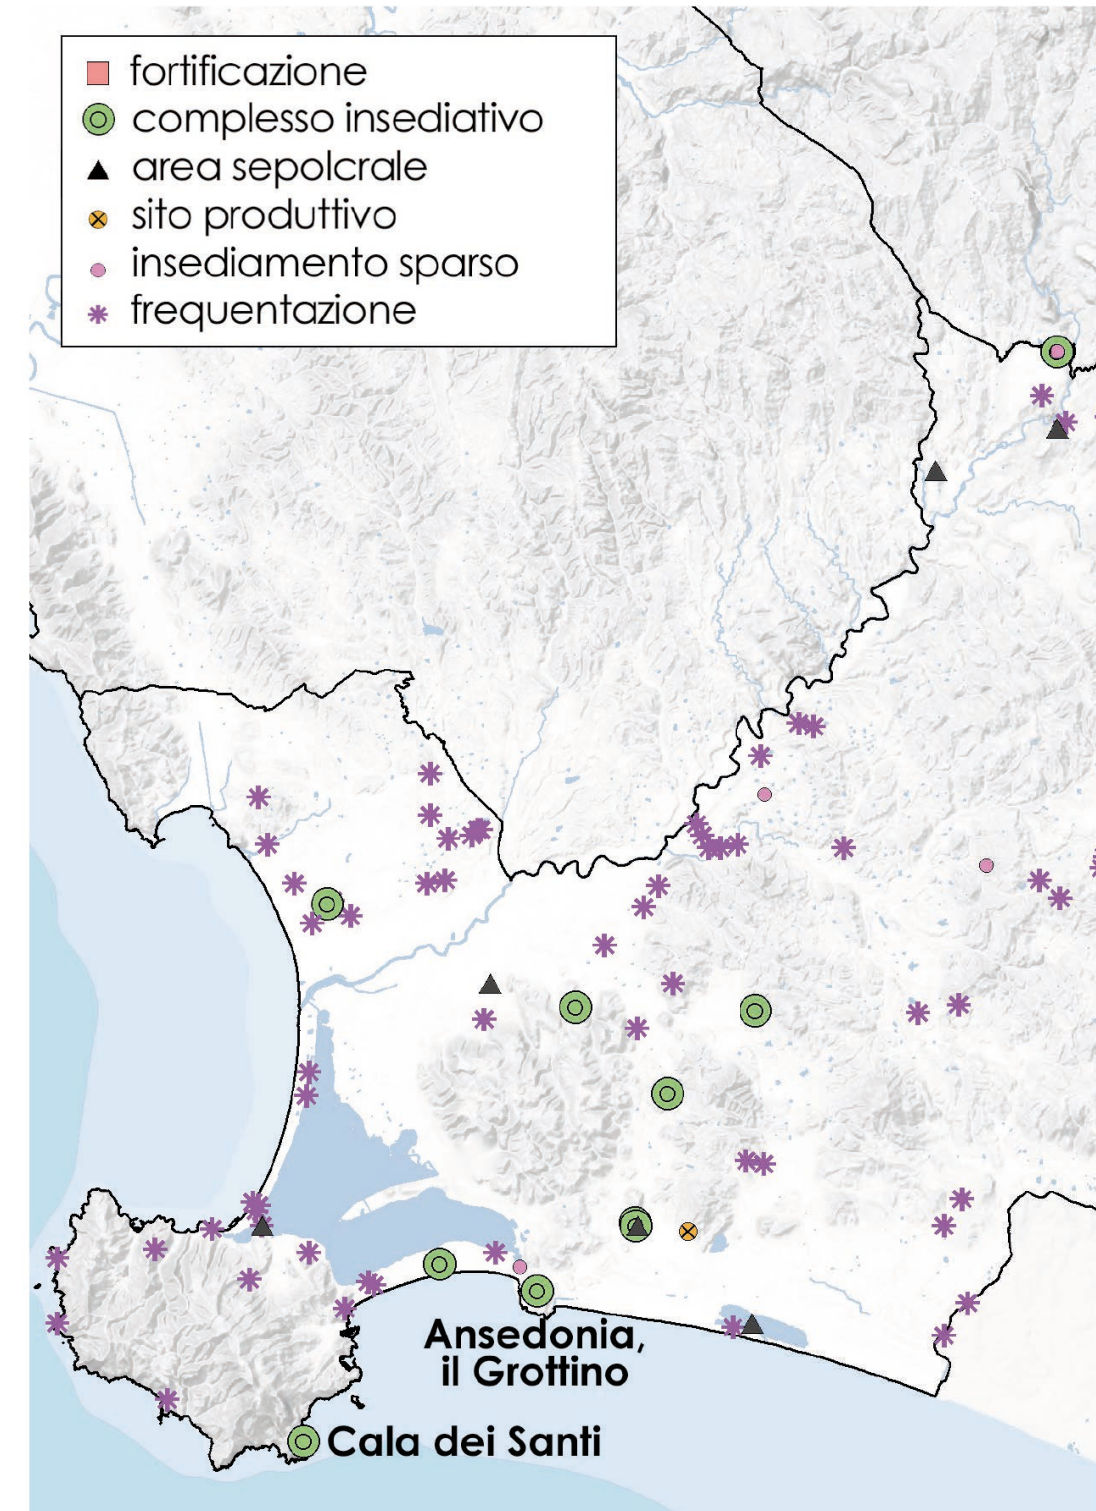 fortificazione
complesso insediativo
area sepolcrale
sito produttivo
insediamento sparso
frequentazione
Ansedonia,
il Grottino
Cala dei Santi